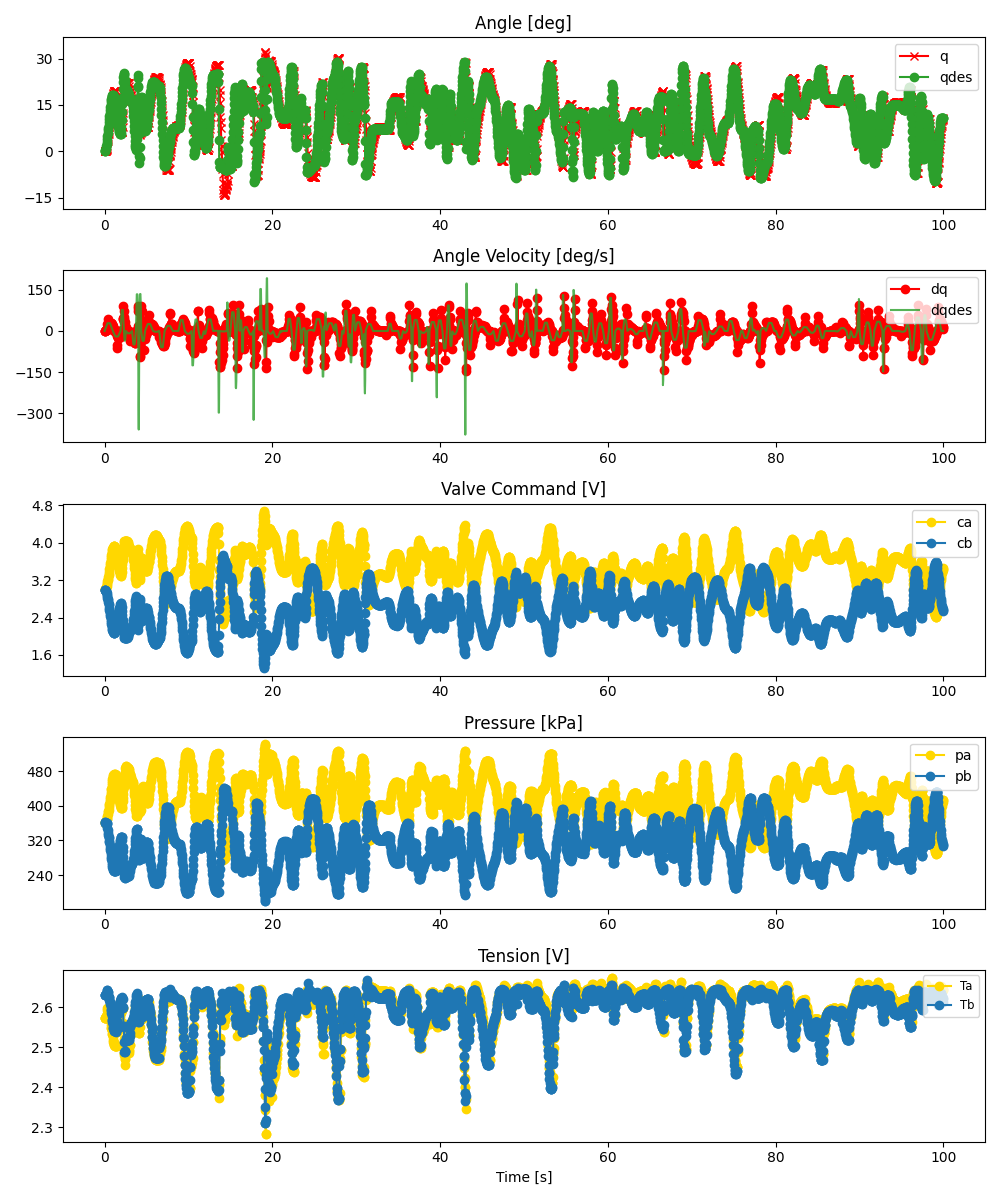 Angle [deg]
30
15
0
−15
q
qdes
0 20 40 60 80 100
Angle Velocity [deg/s]
150
0
−150
−300
dq
dqdes
0 20 40 60 80 100
Valve Command [V]
4.8
4.0
3.2
2.4
1.6
ca
cb
0 20 40 60 80 100
Pressure [kPa]
480
400
320
240
pa
pb
0 20 40 60 80 100
Tension [V]
2.6
2.5
2.4
2.3
Ta
Tb
0 20 40 60 80 100
Time [s]